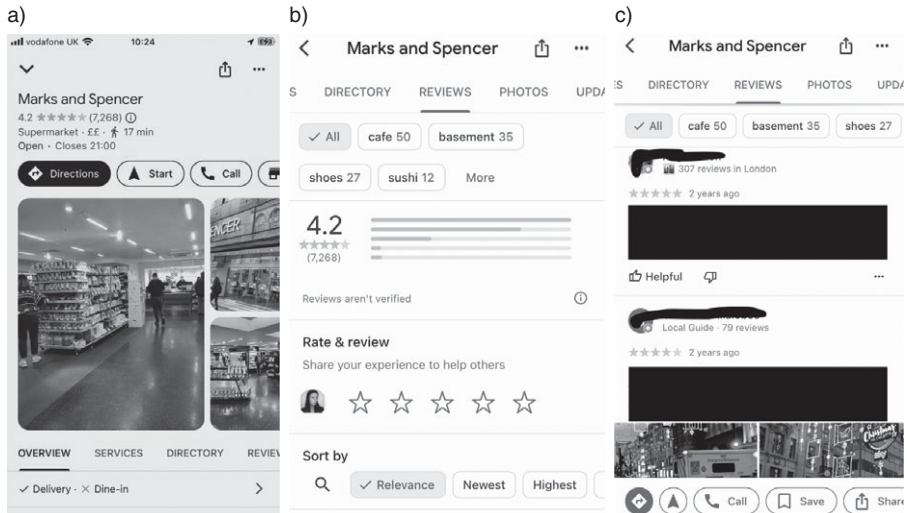 a)
vodafone UK
10:24
Marks and Spencer
4.2 ★★★★★ (7,268)
Supermarket · ££ · 17 min
Open · Closes 21:00
Directions
Start
Call
OVERVIEW SERVICES DIRECTORY REVIE
Delivery · × Dine-in
b)
Marks and Spencer
S DIRECTORY REVIEWS PHOTOS UPDA
All
cafe 50
basement 35
shoes 27
sushi 12
More
4.2
(7,268)
Reviews aren't verified
Rate & review
Share your experience to help others
Sort by
Relevance
Newest
Highest
c)
Marks and Spencer
ES DIRECTORY REVIEWS PHOTOS UPDA
All
cafe 50
basement 35
shoes 27
307 reviews in London
2 years ago
Helpful
Local Guide · 79 reviews
2 years ago
Christmas
Call
Save
Share